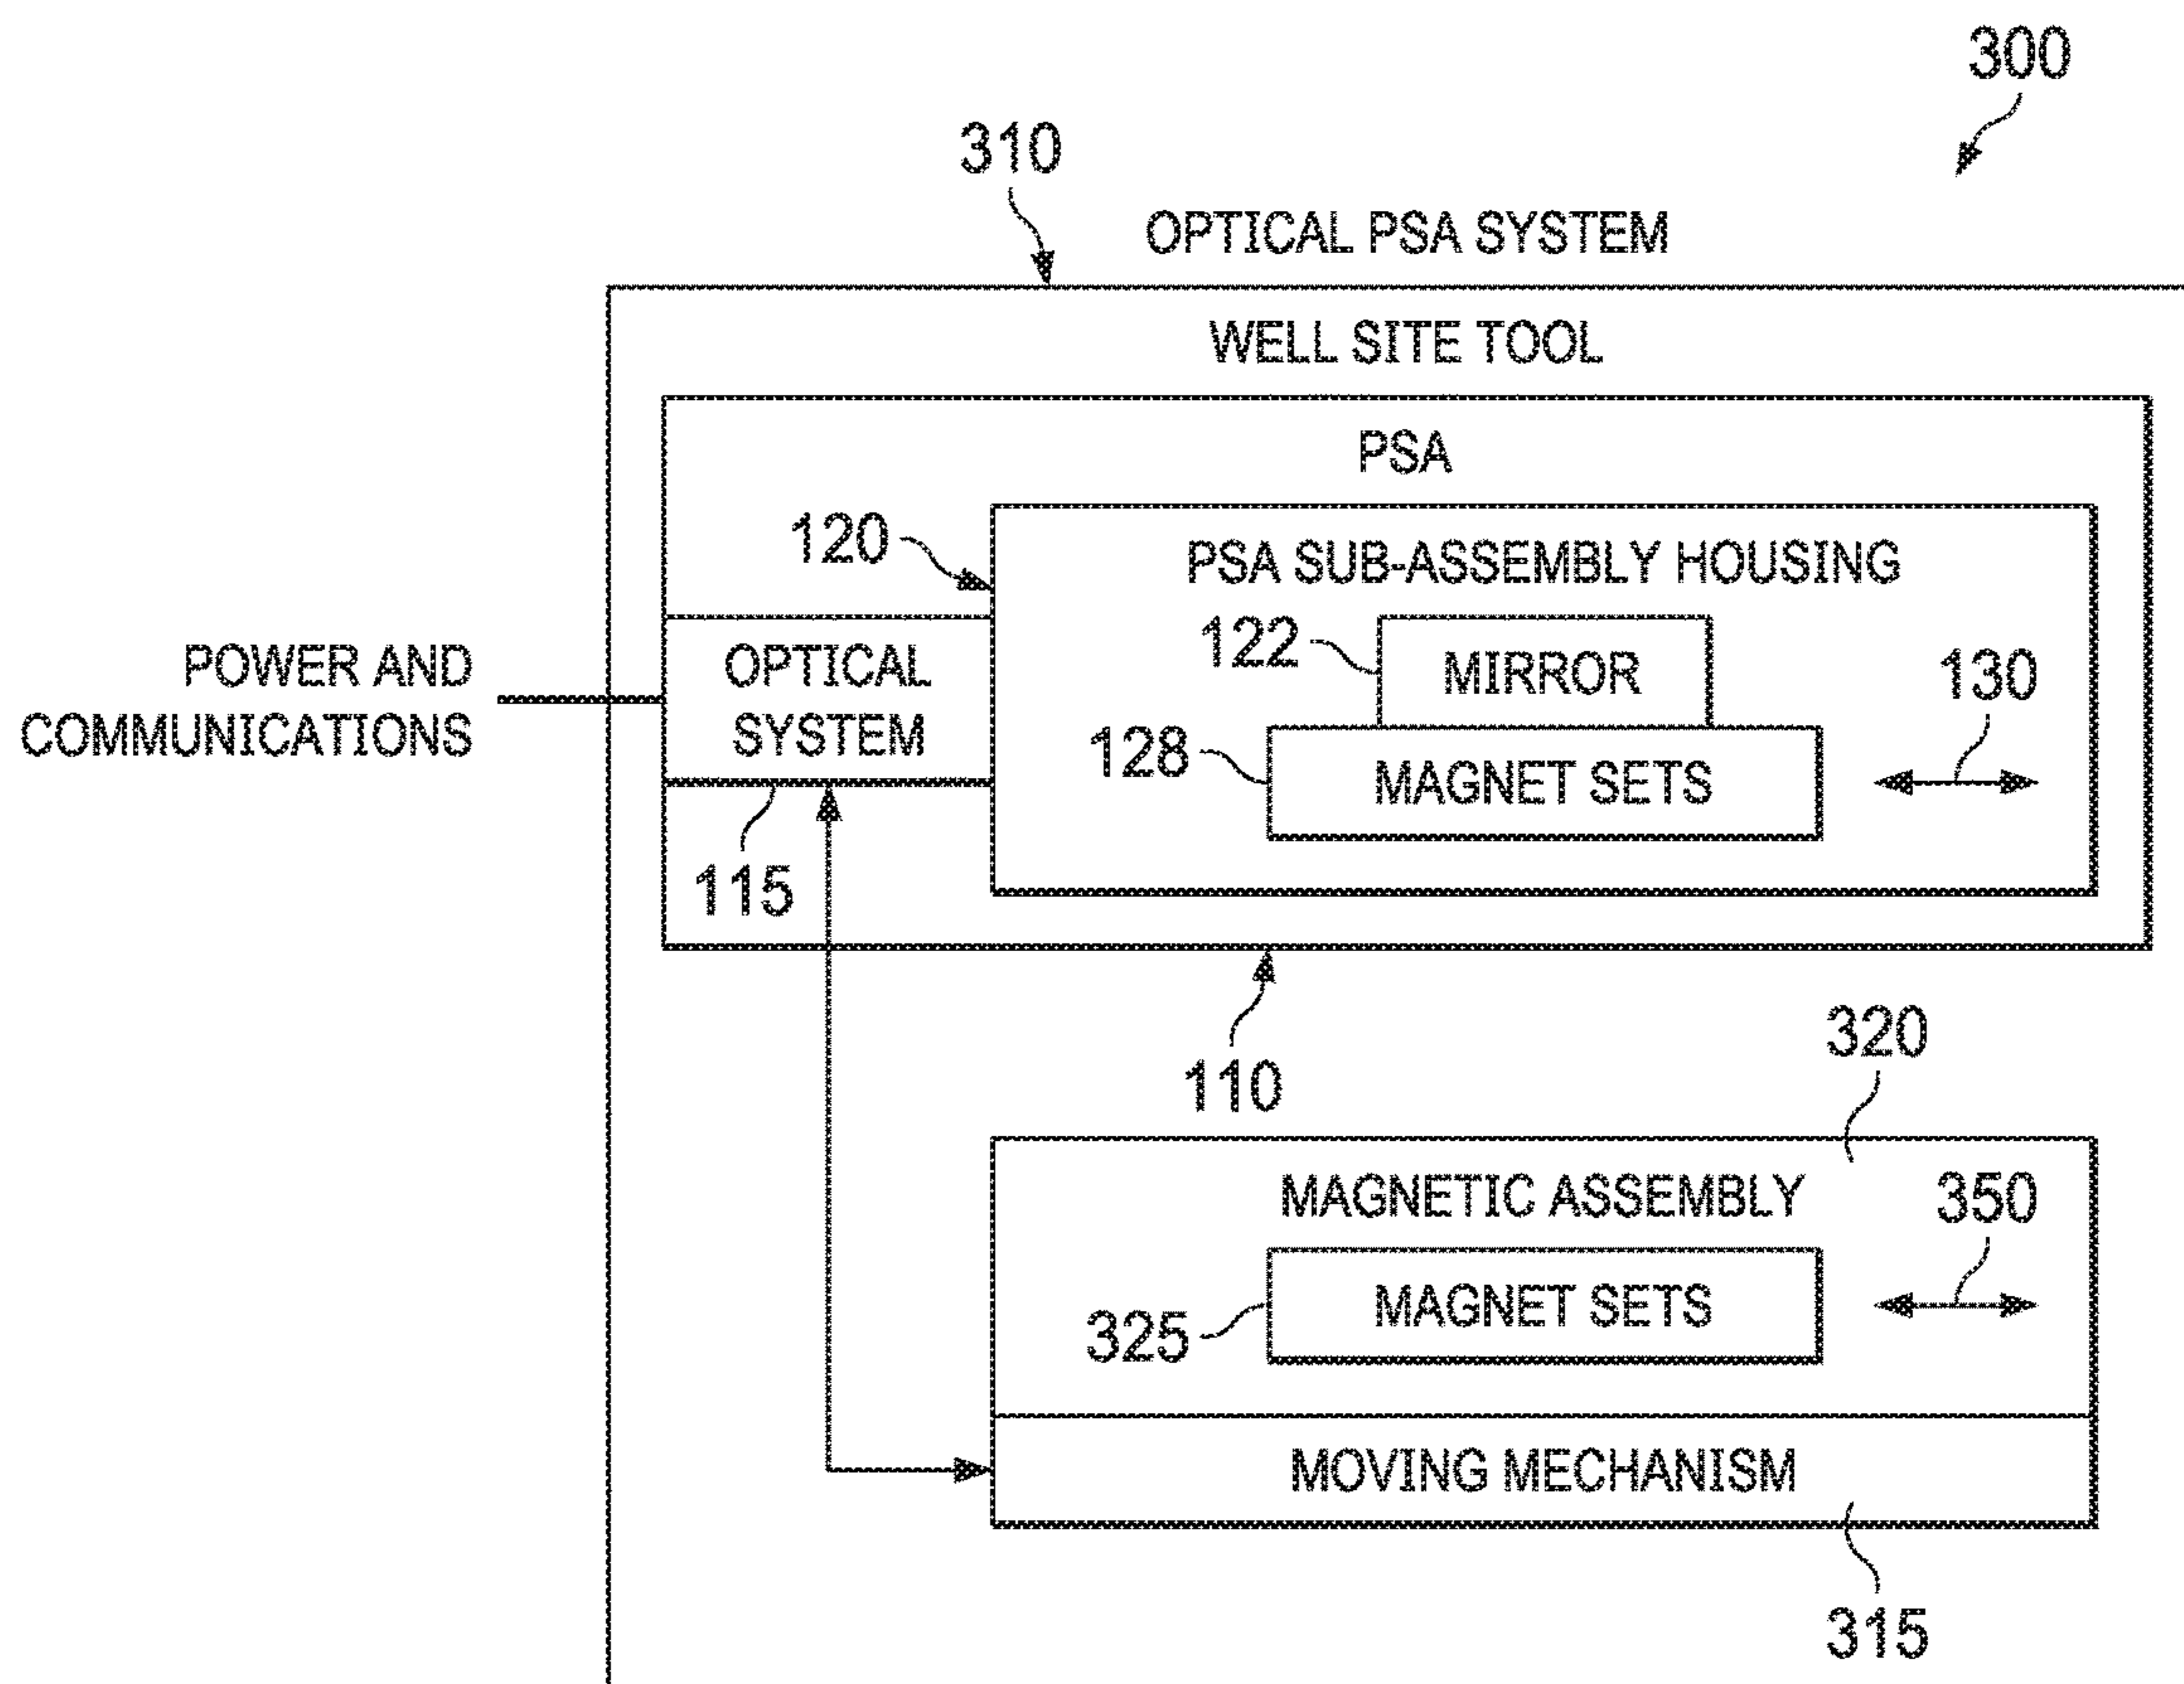 300
310
OPTICAL PSA SYSTEM
WELL SITE TOOL
PSA
120
PSA SUB-ASSEMBLY HOUSING
122
MIRROR
130
POWER AND
COMMUNICATIONS
OPTICAL
SYSTEM
128
MAGNET SETS
115
110
320
MAGNETIC ASSEMBLY
350
325
MAGNET SETS
MOVING MECHANISM
315